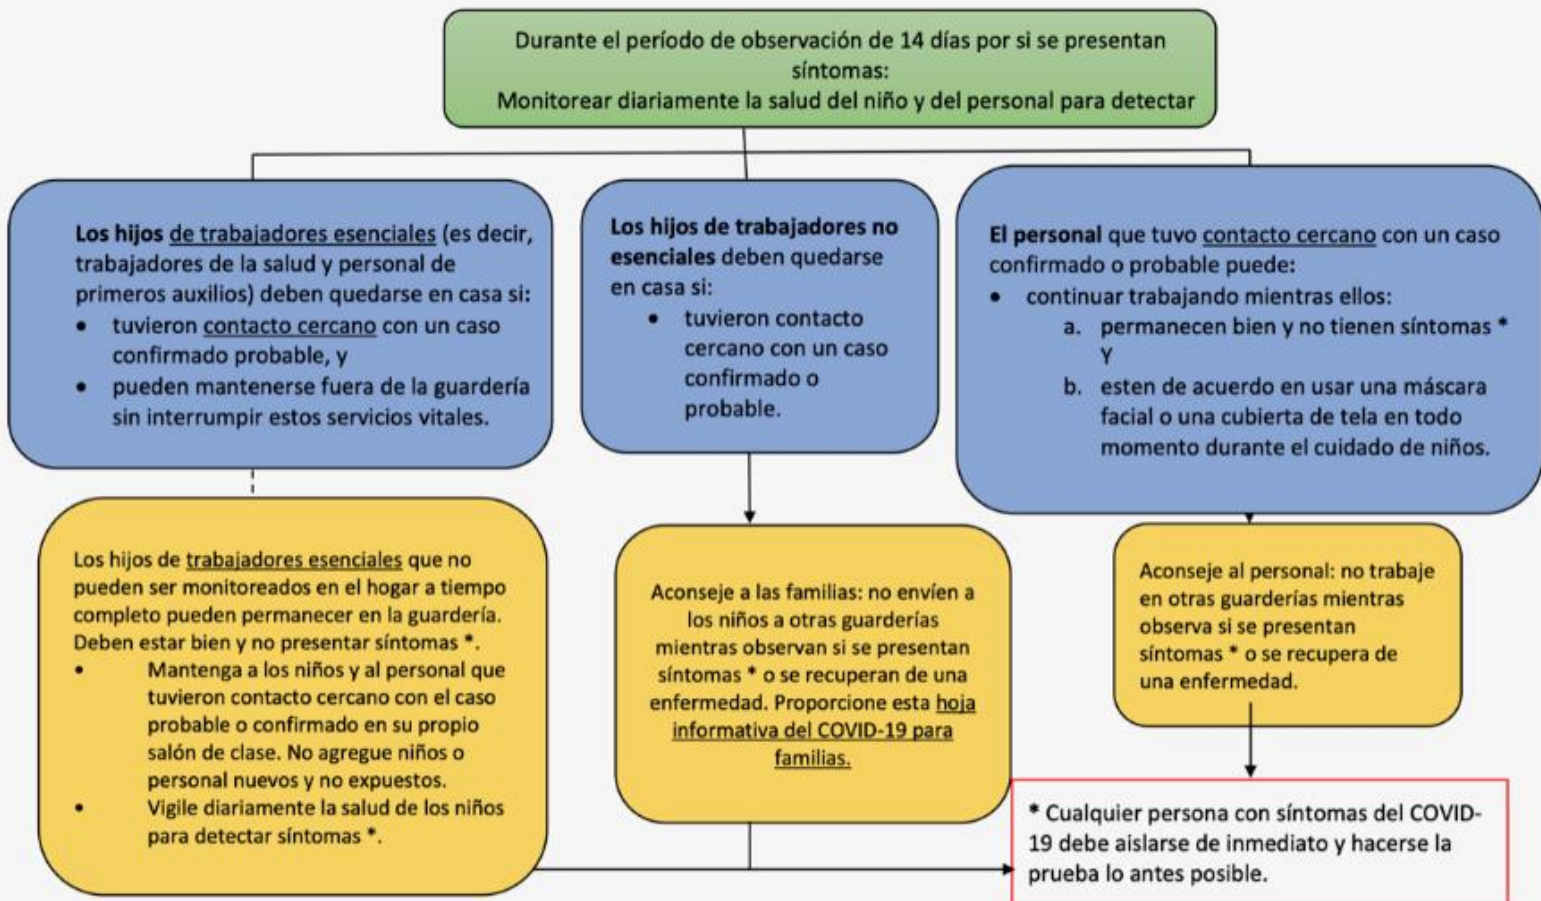 Durante el período de observación de 14 días por si se presentan
síntomas:
Monitorear diariamente la salud del niño y del personal para detectar
Los hijos de trabajadores esenciales (es decir,
trabajadores de la salud y personal de
primeros auxilios) deben quedarse en casa si:
• tuvieron contacto cercano con un caso
confirmado probable, y
• pueden mantenerse fuera de la guardería
sin interrumpir estos servicios vitales.
Los hijos de trabajadores no
esenciales deben quedarse
en casa si:
• tuvieron contacto
cercano con un caso
confirmado o
probable.
El personal que tuvo contacto cercano con un caso
confirmado o probable puede:
• continuar trabajando mientras ellos:
a. permanecen bien y no tienen síntomas *
Y
b. esten de acuerdo en usar una máscara
facial o una cubierta de tela en todo
momento durante el cuidado de niños.
Los hijos de trabajadores esenciales que no
pueden ser monitoreados en el hogar a tiempo
completo pueden permanecer en la guardería.
Deben estar bien y no presentar síntomas *.
• Mantenga a los niños y al personal que
tuvieron contacto cercano con el caso
probable o confirmado en su propio
salón de clase. No agregue niños o
personal nuevos y no expuestos.
• Vigile diariamente la salud de los niños
para detectar síntomas *.
Aconseje a las familias: no envíen a
los niños a otras guarderías
mientras observan si se presentan
síntomas * o se recuperan de una
enfermedad. Proporcione esta hoja
informativa del COVID-19 para
familias.
Aconseje al personal: no trabaje
en otras guarderías mientras
observa si se presentan
síntomas * o se recupera de
una enfermedad.
* Cualquier persona con síntomas del COVID-
19 debe aislarse de inmediato y hacerse la
prueba lo antes posible.